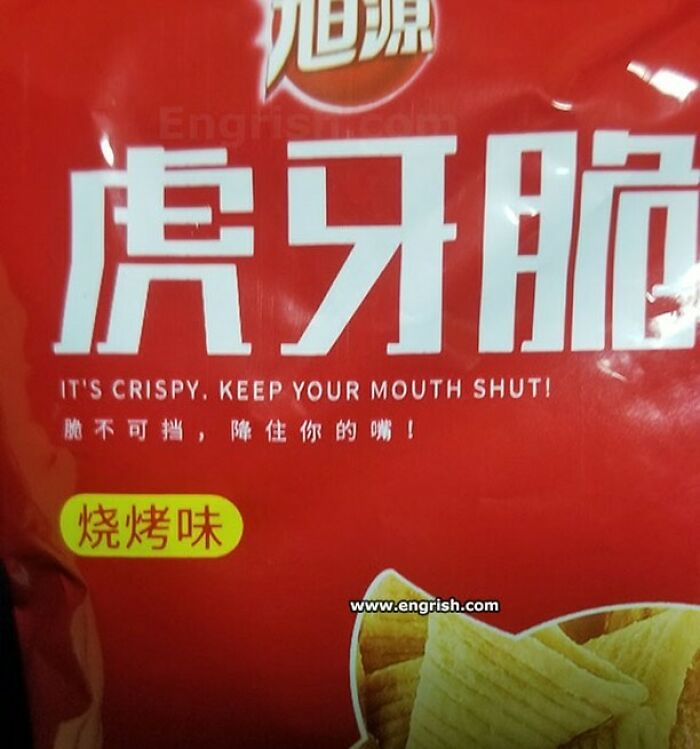 旭源
Engrish.com
虎牙脆
IT'S CRISPY. KEEP YOUR MOUTH SHUT!
脆不可挡，降住你的嘴！
烧烤味
www.engrish.com